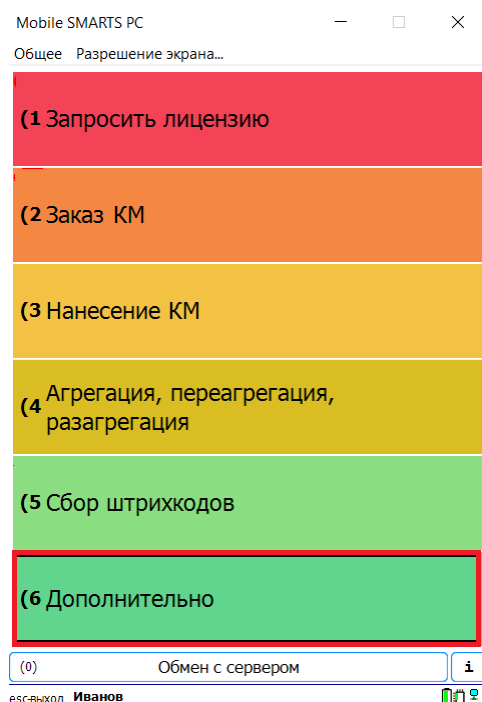 Mobile SMARTS PC
Общее Разрешение экрана...
(1 Запросить лицензию
(2 Заказ КМ
(3 Нанесение КМ
(4 Агрегация, переагрегация,
разагрегация
(5 Сбор штрихкодов
(6 Дополнительно
(0) Обмен с сервером i
esc-выход Иванов